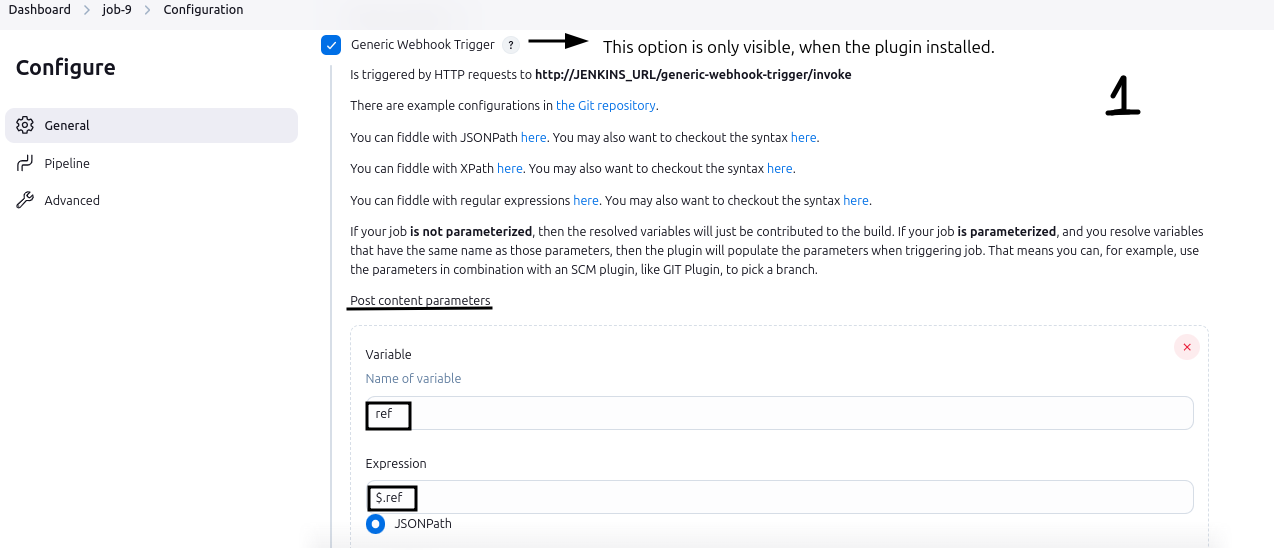 Dashboard > job-9 > Configuration
Generic Webhook Trigger ? This option is only visible, when the plugin installed.
Configure
Is triggered by HTTP requests to http://JENKINS_URL/generic-webhook-trigger/invoke
1
There are example configurations in the Git repository.
General
You can fiddle with JSONPath here. You may also want to checkout the syntax here.
Pipeline
You can fiddle with XPath here. You may also want to checkout the syntax here.
Advanced
You can fiddle with regular expressions here. You may also want to checkout the syntax here.
If your job is not parameterized, then the resolved variables will just be contributed to the build. If your job is parameterized, and you resolve variables
that have the same name as those parameters, then the plugin will populate the parameters when triggering job. That means you can, for example, use
the parameters in combination with an SCM plugin, like GIT Plugin, to pick a branch.
Post content parameters
Variable
Name of variable
ref
Expression
$.ref
JSONPath